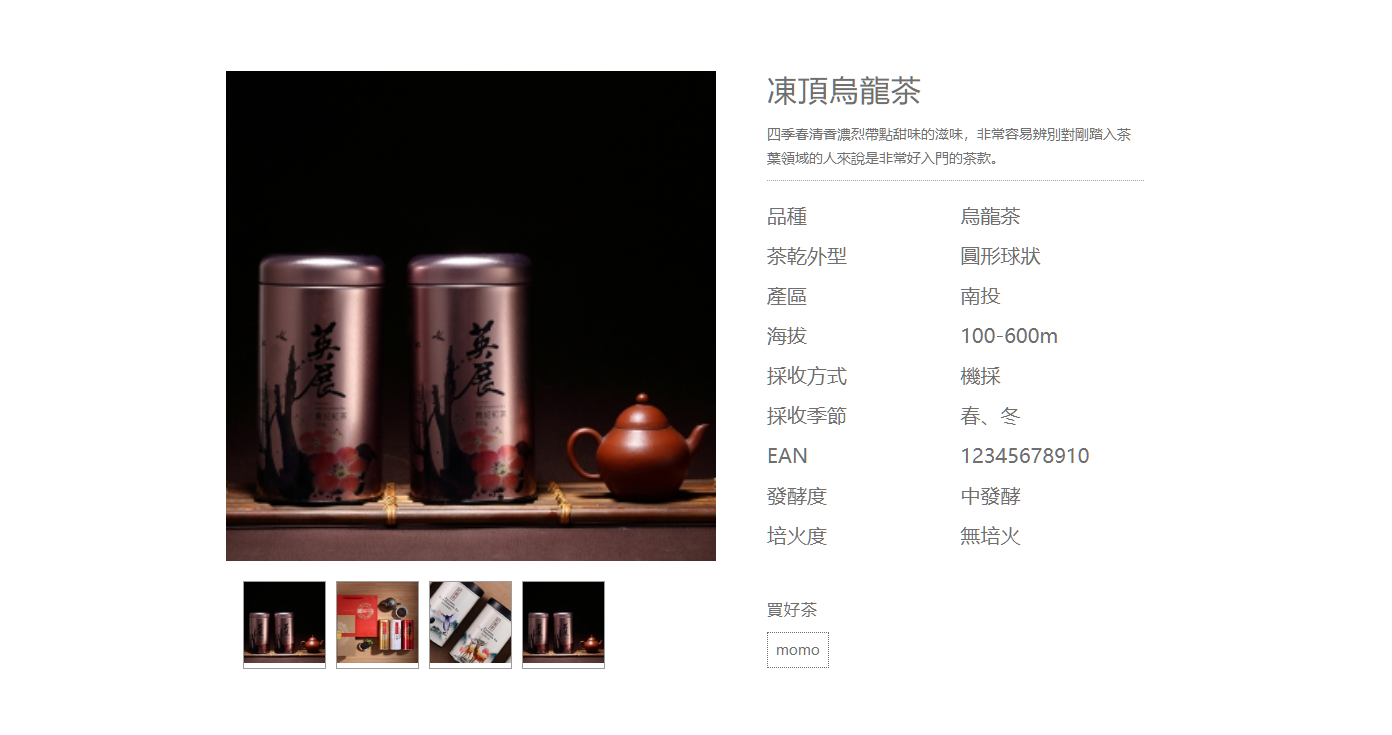 凍頂烏龍茶
四季春清香濃烈帶點甜味的滋味，非常容易辨別對剛踏入茶
葉領域的人來說是非常好入門的茶款。
品種 烏龍茶
茶乾外型 圓形球狀
產區 南投
海拔 100-600m
採收方式 機採
採收季節 春、冬
EAN 12345678910
發酵度 中發酵
培火度 無培火
英展
英展
買好茶
momo